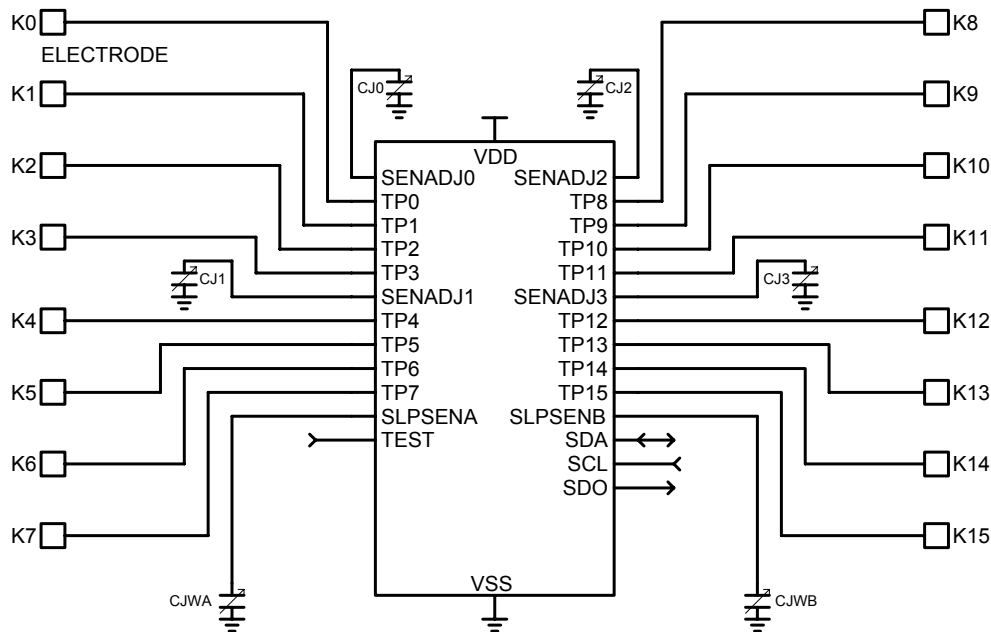 K0
K8
ELECTRODE
CJ0
CJ2
K1
K9
VDD
K2
K10
SENADJ0
SENADJ2
TP0
TP8
TP1
TP9
K3
K11
TP2
TP10
TP3
TP11
CJ1
CJ3
SENADJ1
SENADJ3
K4
TP4
TP12
K12
TP5
TP13
TP6
TP14
K5
TP7
TP15
K13
SLPSENA
SLPSENB
TEST
SDA
K6
SCL
K14
SDO
K7
K15
VSS
CJWA
CJWB